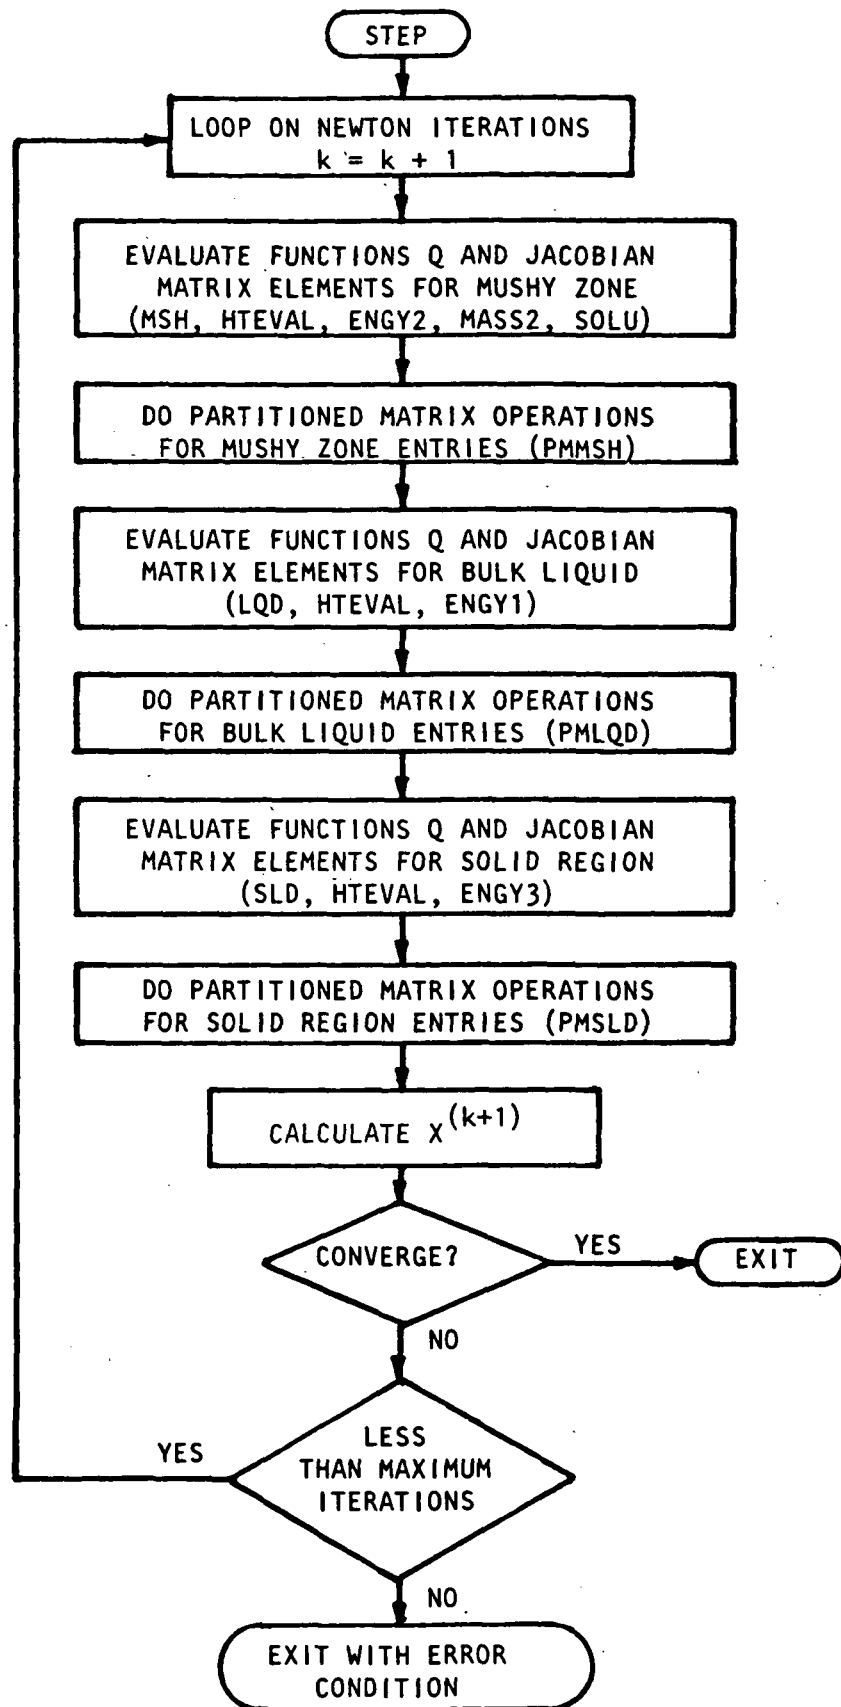 STEP
LOOP ON NEWTON ITERATIONS
k = k + 1
EVALUATE FUNCTIONS Q AND JACOBIAN
MATRIX ELEMENTS FOR MUSHY ZONE
(MSH, HTEVAL, ENGY2, MASS2, SOLU)
DO PARTITIONED MATRIX OPERATIONS
FOR MUSHY ZONE ENTRIES (PMMSH)
EVALUATE FUNCTIONS Q AND JACOBIAN
MATRIX ELEMENTS FOR BULK LIQUID
(LQD, HTEVAL, ENGY1)
DO PARTITIONED MATRIX OPERATIONS
FOR BULK LIQUID ENTRIES (PMLQD)
EVALUATE FUNCTIONS Q AND JACOBIAN
MATRIX ELEMENTS FOR SOLID REGION
(SLD, HTEVAL, ENGY3)
DO PARTITIONED MATRIX OPERATIONS
FOR SOLID REGION ENTRIES (PMSLD)
CALCULATE X^(k+1)
CONVERGE?
YES
EXIT
NO
YES
LESS
THAN MAXIMUM
ITERATIONS
NO
EXIT WITH ERROR
CONDITION